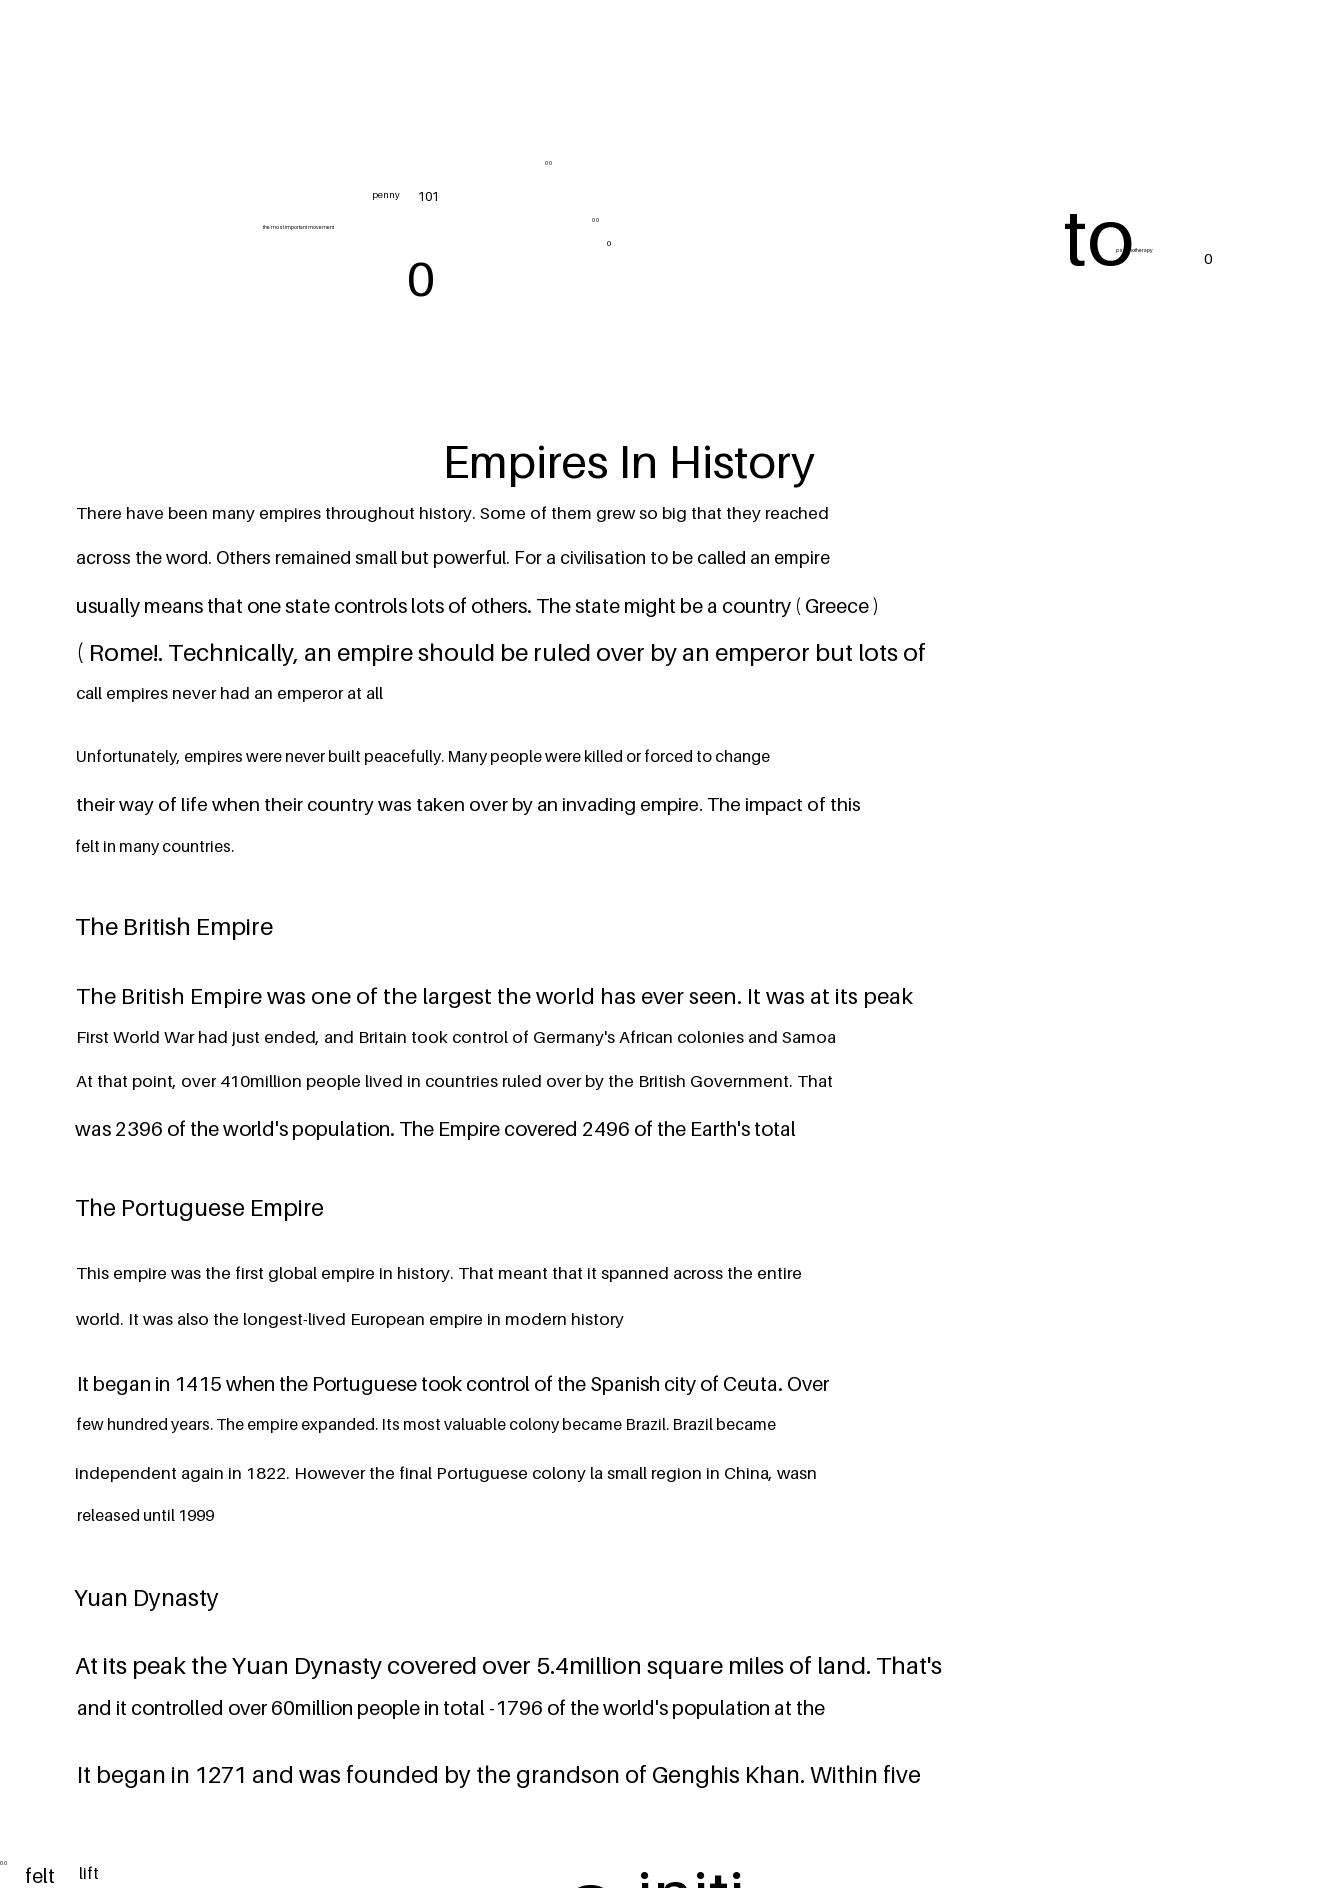 00
penny 101
the most important movement
00
0
to
0
0
Empires In History
There have been many empires throughout history. Some of them grew so big that they reached
across the word. Others remained small but powerful. For a civilisation to be called an empire
usually means that one state controls lots of others. The state might be a country ( Greece )
( Rome!. Technically, an empire should be ruled over by an emperor but lots of
call empires never had an emperor at all
Unfortunately, empires were never built peacefully. Many people were killed or forced to change
their way of life when their country was taken over by an invading empire. The impact of this
felt in many countries.
The British Empire
The British Empire was one of the largest the world has ever seen. It was at its peak
First World War had just ended, and Britain took control of Germany's African colonies and Samoa
At that point, over 410million people lived in countries ruled over by the British Government. That
was 2396 of the world's population. The Empire covered 2496 of the Earth's total
The Portuguese Empire
This empire was the first global empire in history. That meant that it spanned across the entire
world. It was also the longest-lived European empire in modern history
It began in 1415 when the Portuguese took control of the Spanish city of Ceuta. Over
few hundred years. The empire expanded. Its most valuable colony became Brazil. Brazil became
independent again in 1822. However the final Portuguese colony la small region in China, wasn
released until 1999
Yuan Dynasty
At its peak the Yuan Dynasty covered over 5.4million square miles of land. That's
and it controlled over 60million people in total -1796 of the world's population at the
It began in 1271 and was founded by the grandson of Genghis Khan. Within five
00
felt lift